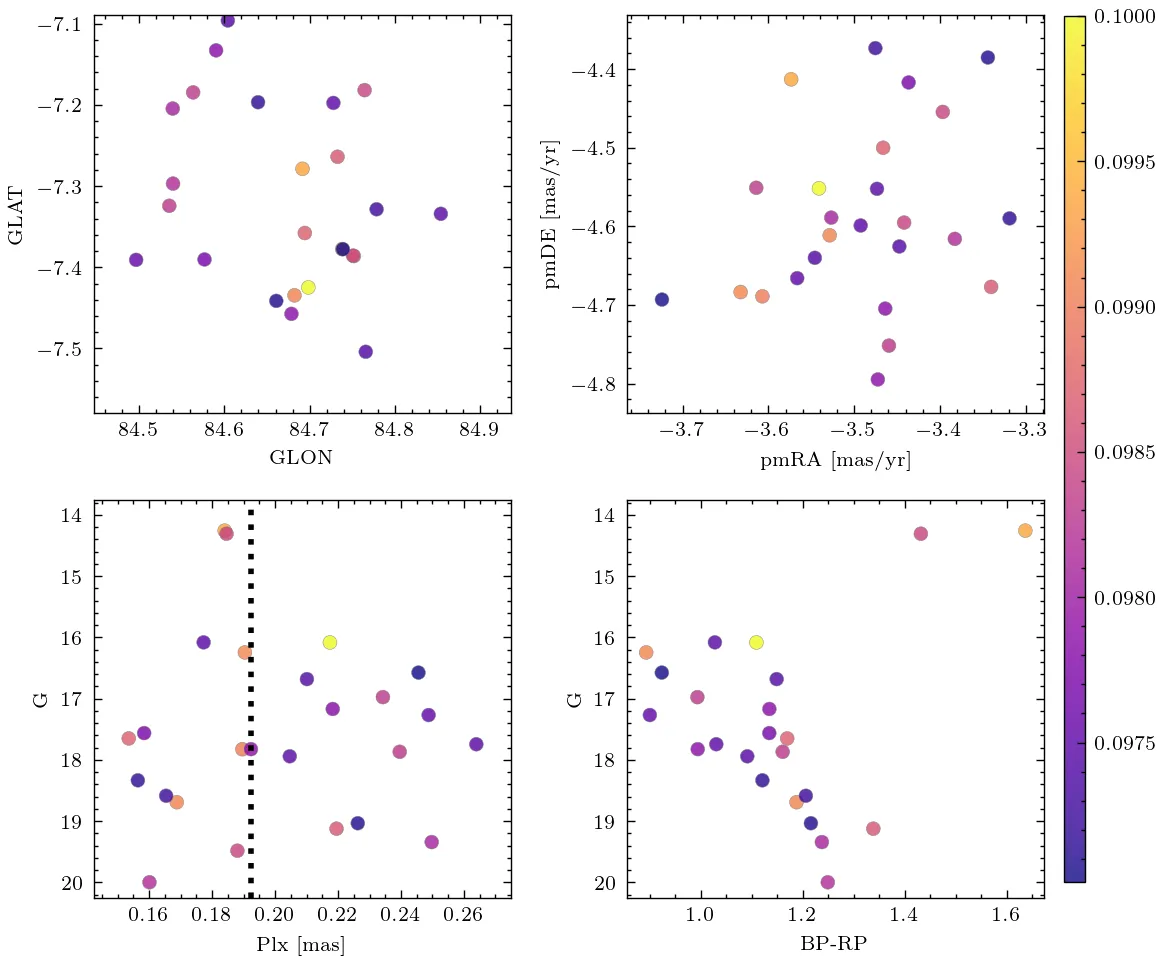 −7.1
−7.2
−7.3
−7.4
−7.5
GLAT
84.5 84.6 84.7 84.8 84.9
GLON
−4.4
−4.5
−4.6
−4.7
−4.8
pmDE [mas/yr]
−3.7 −3.6 −3.5 −3.4 −3.3
pmRA [mas/yr]
0.1000
0.0995
0.0990
0.0985
0.0980
0.0975
14
15
16
17
18
19
20
G
0.16 0.18 0.20 0.22 0.24 0.26
Plx [mas]
14
15
16
17
18
19
20
G
1.0 1.2 1.4 1.6
BP-RP